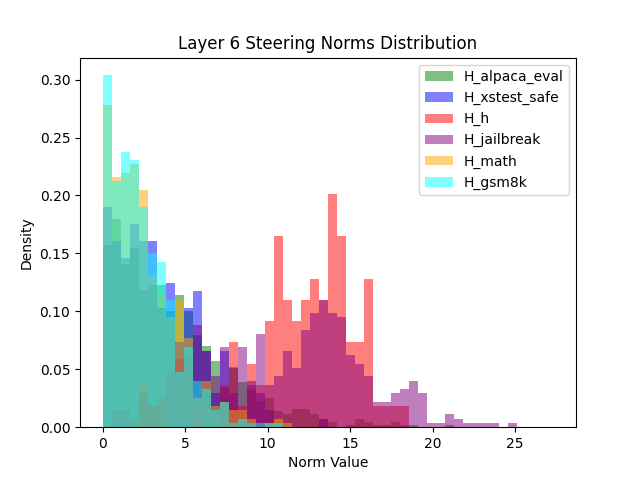 Layer 6 Steering Norms Distribution
H_alpaca_eval
H_xstest_safe
H_h
H_jailbreak
H_math
H_gsm8k
0.30
0.25
0.20
0.15
0.10
0.05
0.00
Density
0
5
10
15
20
25
Norm Value